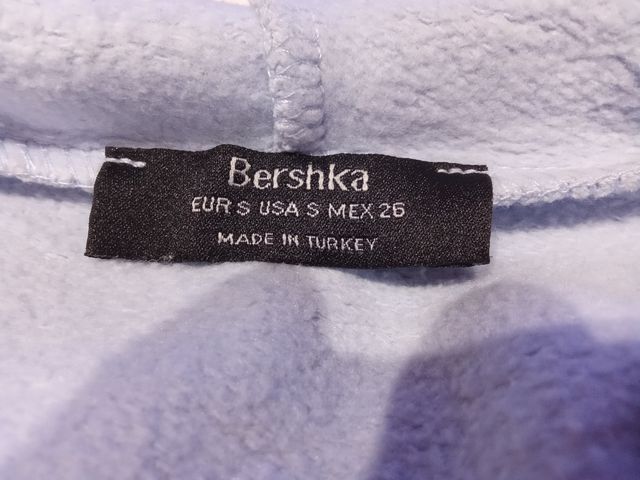 Bershka
EUR S USA S MEX 26
MADE IN TURKEY